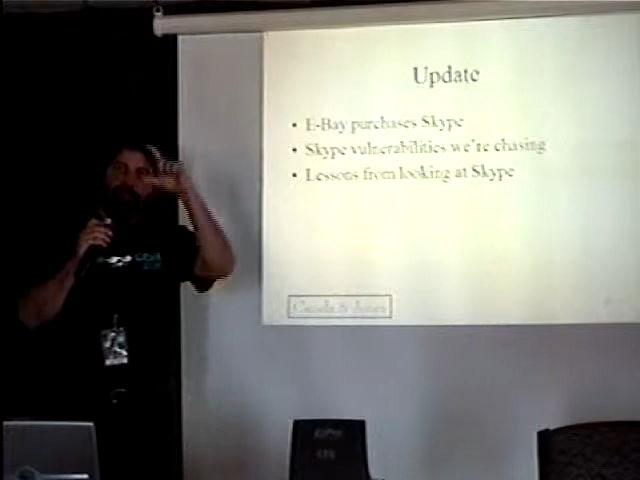 Update
• E-Bay purchases Skype
• Skype vulnerabilities we're chasing
• Lessons from looking at Skype